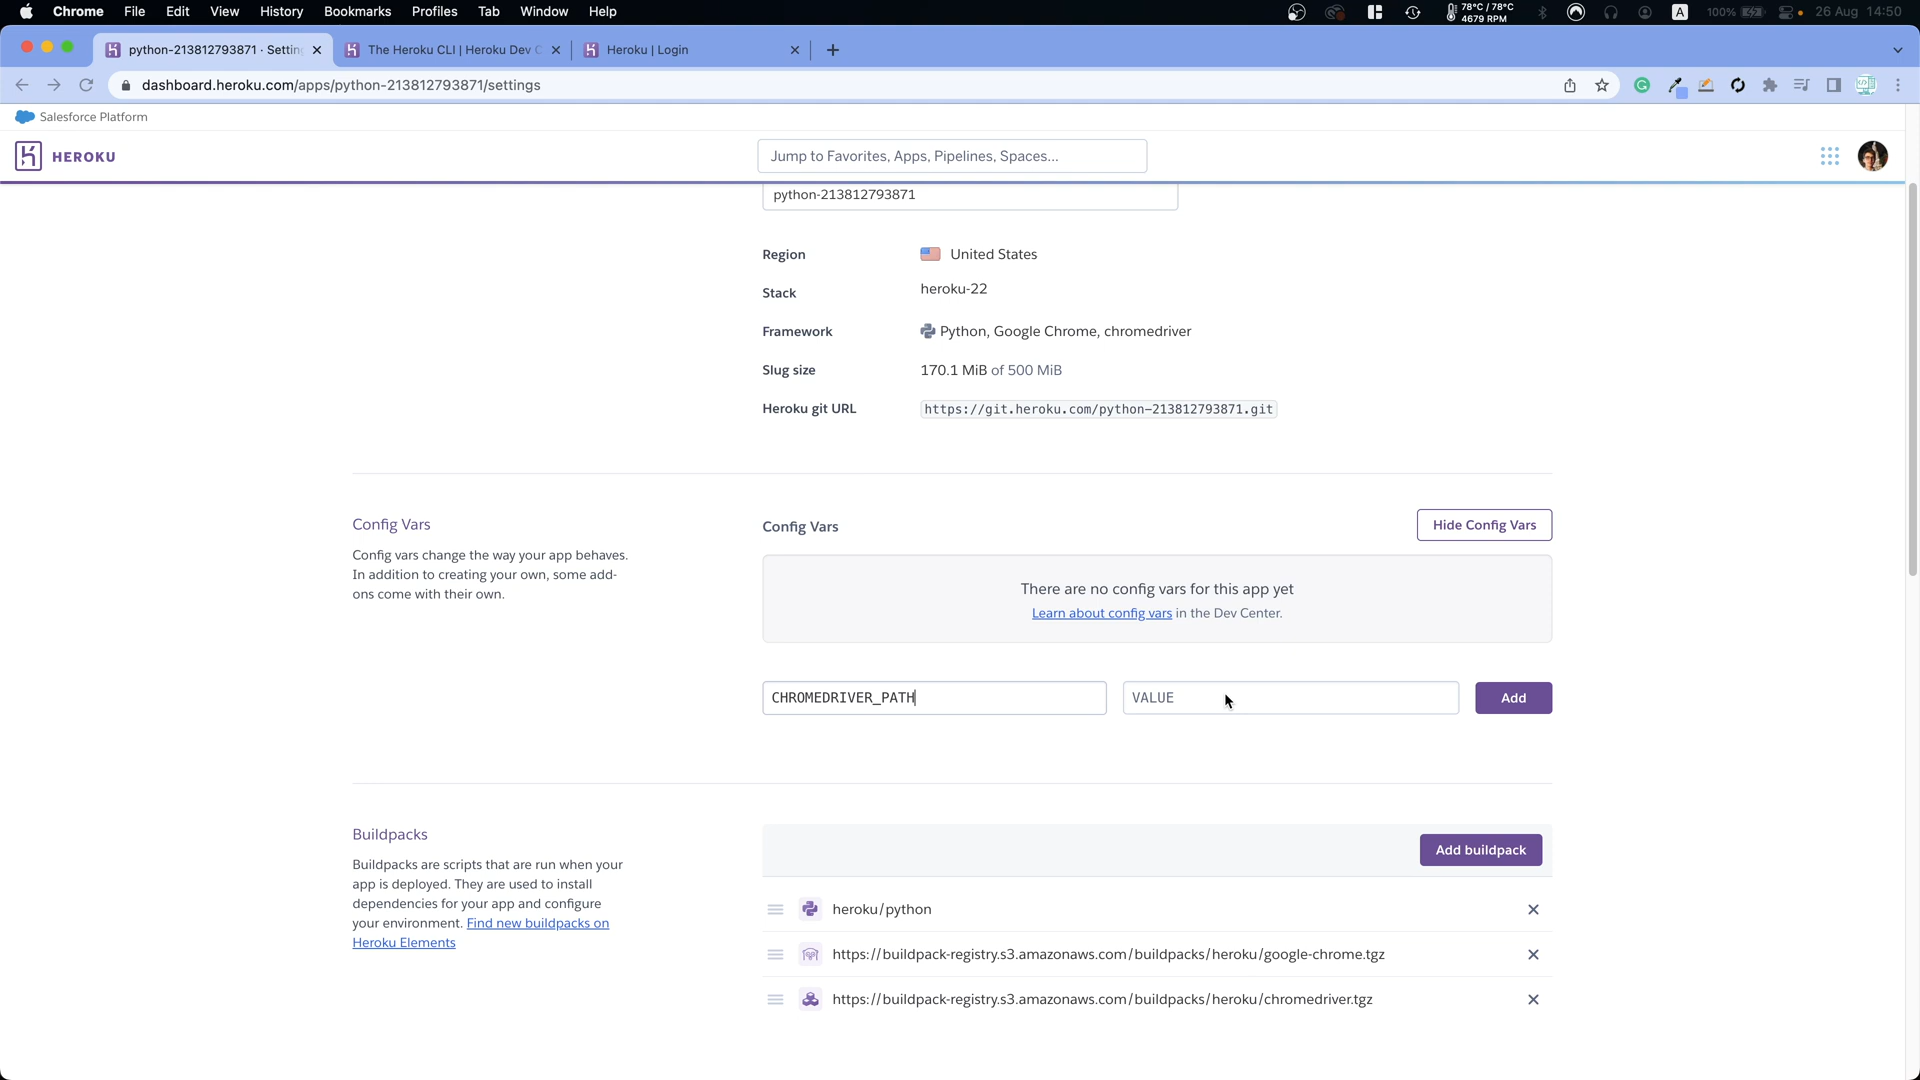 Chrome File Edit View History Bookmarks Profiles Tab Window Help 78°C / 78°C 4679 RPM A 100% 26 Aug 14:50
python-213812793871 · Settin The Heroku CLI | Heroku Dev C Heroku | Login
dashboard.heroku.com/apps/python-213812793871/settings
Salesforce Platform
HEROKU Jump to Favorites, Apps, Pipelines, Spaces...
python-213812793871
Region United States
Stack heroku-22
Framework Python, Google Chrome, chromedriver
Slug size 170.1 MiB of 500 MiB
Heroku git URL https://git.heroku.com/python-213812793871.git
Config Vars
Config vars change the way your app behaves.
In addition to creating your own, some add-
ons come with their own.
Config Vars Hide Config Vars
There are no config vars for this app yet
Learn about config vars in the Dev Center.
CHROMEDRIVER_PATH VALUE Add
Buildpacks
Buildpacks are scripts that are run when your
app is deployed. They are used to install
dependencies for your app and configure
your environment. Find new buildpacks on
Heroku Elements
Add buildpack
heroku/python
https://buildpack-registry.s3.amazonaws.com/buildpacks/heroku/google-chrome.tgz
https://buildpack-registry.s3.amazonaws.com/buildpacks/heroku/chromedriver.tgz